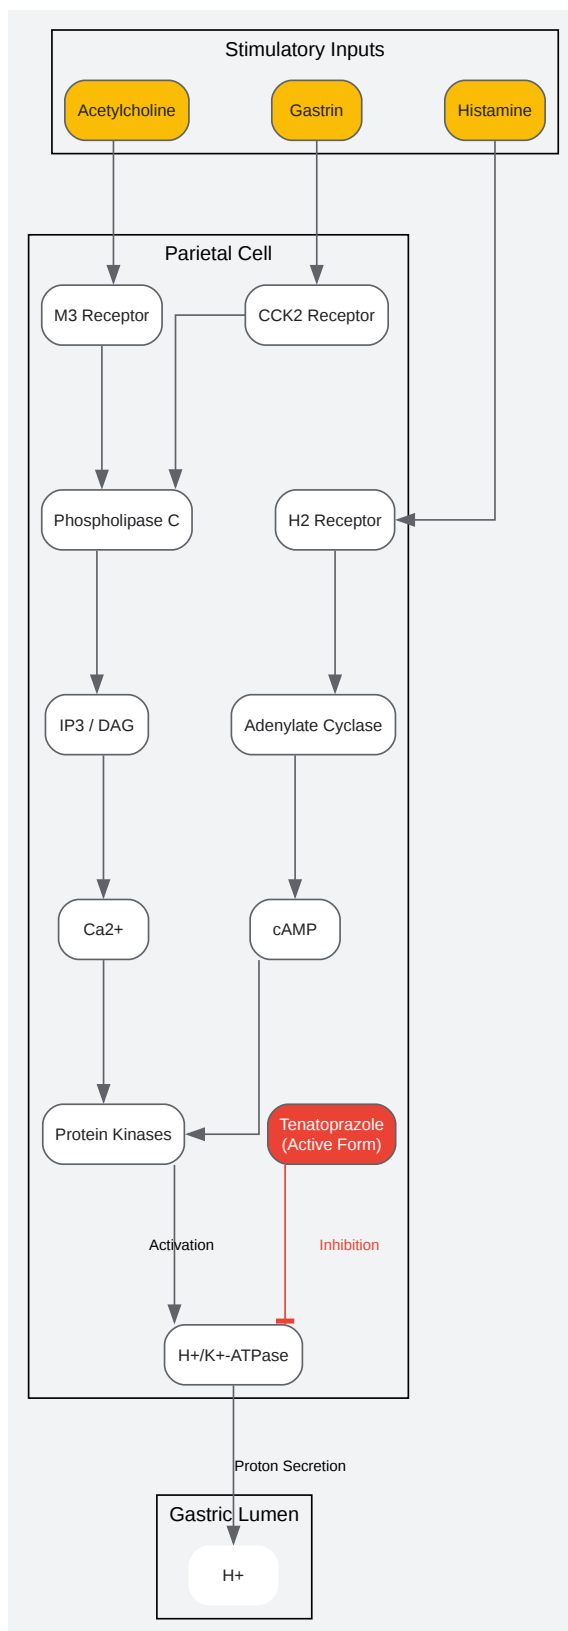 Stimulatory Inputs
Acetylcholine
Gastrin
Histamine
Parietal Cell
M3 Receptor
CCK2 Receptor
Phospholipase C
H2 Receptor
IP3 / DAG
Adenylate Cyclase
Ca2+
cAMP
Protein Kinases
Tenatoprazole
(Active Form)
Activation
Inhibition
H+/K+-ATPase
Proton Secretion
Gastric Lumen
H+